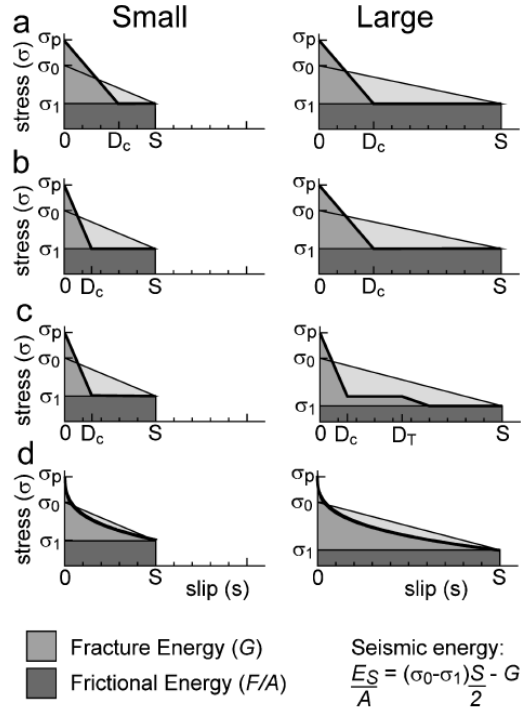 Small Large
a
σp σp
σ0 σ0
stress (σ)
σ1 σ1
0 Dc S 0 Dc S
b
σp σp
σ0 σ0
stress (σ)
σ1 σ1
0 Dc S 0 Dc S
c
σp σp
σ0 σ0
stress (σ)
σ1 σ1
0 Dc S 0 Dc DT S
d
σp σp
σ0 σ0
stress (σ)
σ1 σ1
0 S 0 S
slip (s) slip (s)
Fracture Energy (G)
Frictional Energy (F/A)
Seismic energy:
ES/A = (σ0-σ1) S/2 - G